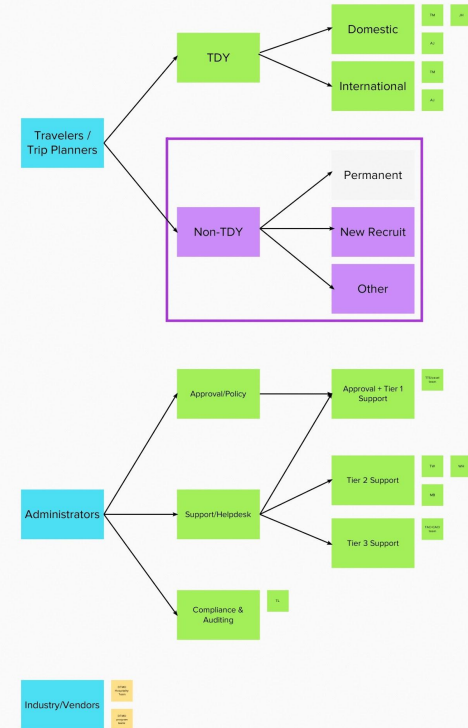 Domestic
TDY
International
Travelers /
Trip Planners
Permanent
Non-TDY
New Recruit
Other
Approval/Policy
Approval + Tier 1
Support
Tier 2 Support
Administrators
Support/Helpdesk
Tier 3 Support
Compliance &
Auditing
Industry/Vendors